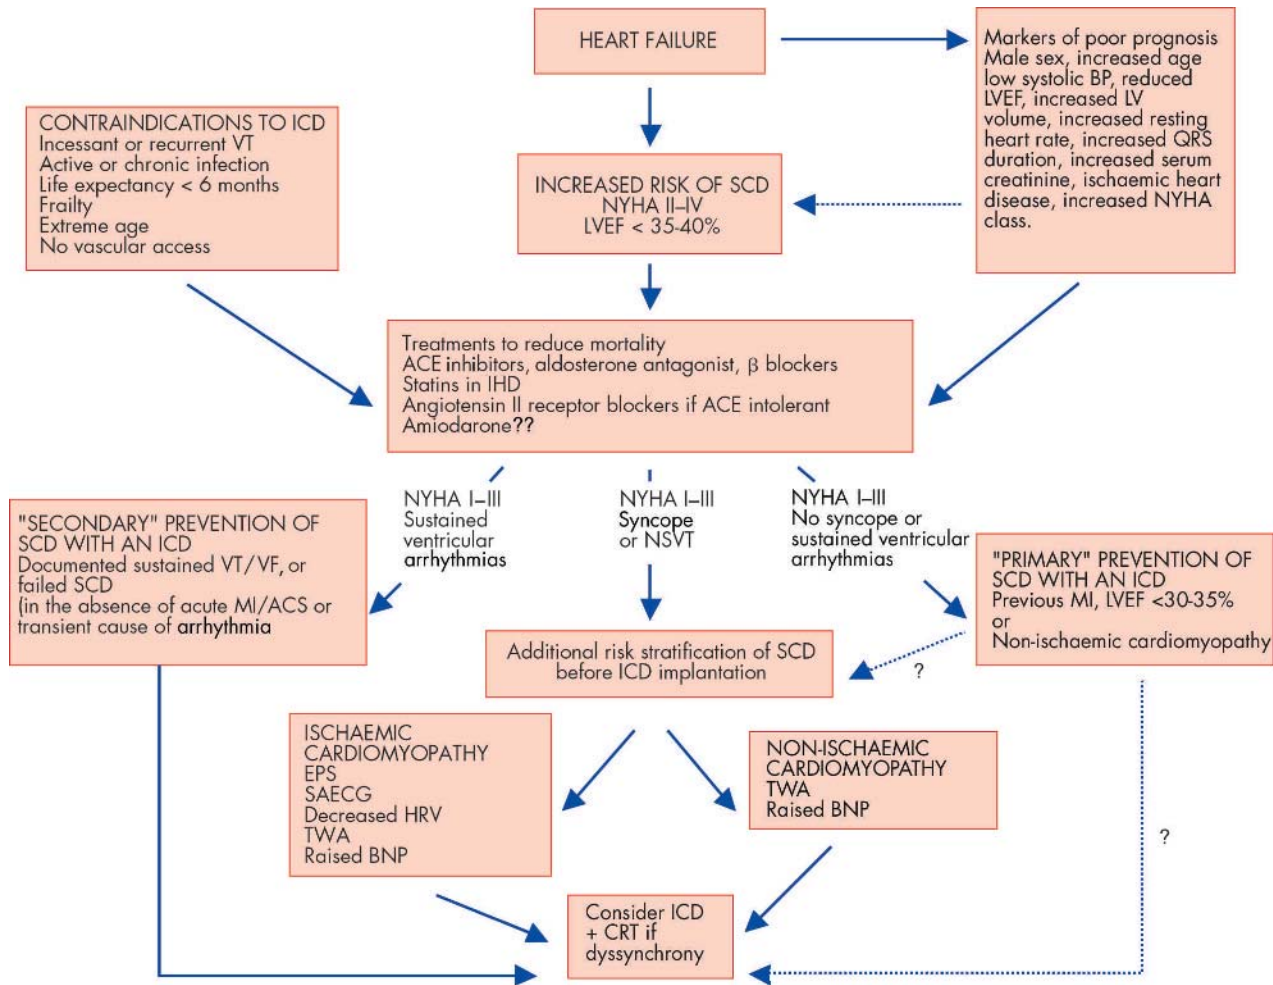 HEART FAILURE
Markers of poor prognosis
Male sex, increased age
low systolic BP, reduced
LVEF, increased LV
volume, increased resting
heart rate, increased QRS
duration, increased serum
creatinine, ischaemic heart
disease, increased NYHA
class.
CONTRAINDICATIONS TO ICD
Incessant or recurrent VT
Active or chronic infection
Life expectancy < 6 months
Frailty
Extreme age
No vascular access
INCREASED RISK OF SCD
NYHA II–IV
LVEF < 35-40%
Treatments to reduce mortality
ACE inhibitors, aldosterone antagonist, β blockers
Statins in IHD
Angiotensin II receptor blockers if ACE intolerant
Amiodarone??
NYHA I–III
Sustained
ventricular
arrhythmias
NYHA I–III
Syncope
or NSVT
NYHA I–III
No syncope or
sustained ventricular
arrhythmias
"SECONDARY" PREVENTION OF
SCD WITH AN ICD
Documented sustained VT/VF, or
failed SCD
(in the absence of acute MI/ACS or
transient cause of arrhythmia
"PRIMARY" PREVENTION OF
SCD WITH AN ICD
Previous MI, LVEF <30-35%
or
Non-ischaemic cardiomyopathy
Additional risk stratification of SCD
before ICD implantation
?
ISCHAEMIC
CARDIOMYOPATHY
EPS
SAECG
Decreased HRV
TWA
Raised BNP
NON-ISCHAEMIC
CARDIOMYOPATHY
TWA
Raised BNP
?
Consider ICD
+ CRT if
dyssynchrony